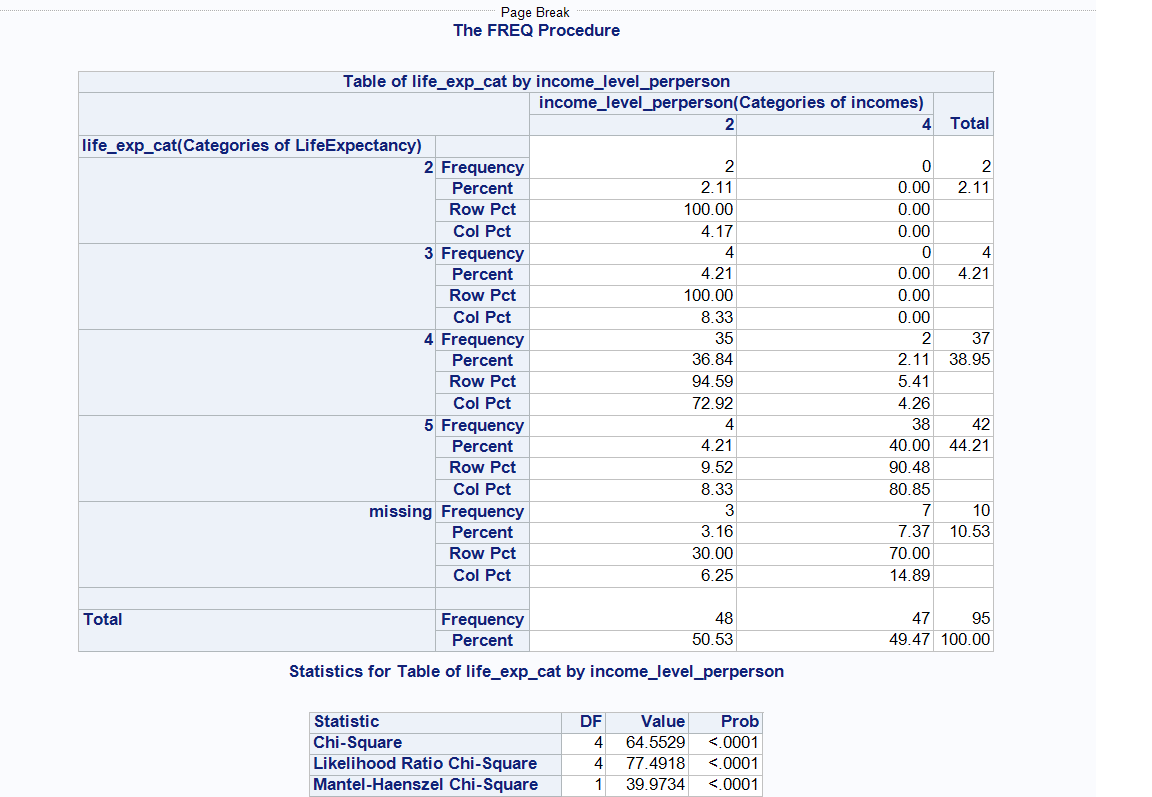 Page Break
The FREQ Procedure
Table of life_exp_cat by income_level_perperson
income_level_perperson(Categories of incomes)
2 4 Total
life_exp_cat(Categories of LifeExpectancy)
2 Frequency 2 0 2
Percent 2.11 0.00 2.11
Row Pct 100.00 0.00
Col Pct 4.17 0.00
3 Frequency 4 0 4
Percent 4.21 0.00 4.21
Row Pct 100.00 0.00
Col Pct 8.33 0.00
4 Frequency 35 2 37
Percent 36.84 2.11 38.95
Row Pct 94.59 5.41
Col Pct 72.92 4.26
5 Frequency 4 38 42
Percent 4.21 40.00 44.21
Row Pct 9.52 90.48
Col Pct 8.33 80.85
missing Frequency 3 7 10
Percent 3.16 7.37 10.53
Row Pct 30.00 70.00
Col Pct 6.25 14.89
Total Frequency 48 47 95
Percent 50.53 49.47 100.00
Statistics for Table of life_exp_cat by income_level_perperson
Statistic DF Value Prob
Chi-Square 4 64.5529 <.0001
Likelihood Ratio Chi-Square 4 77.4918 <.0001
Mantel-Haenszel Chi-Square 1 39.9734 <.0001